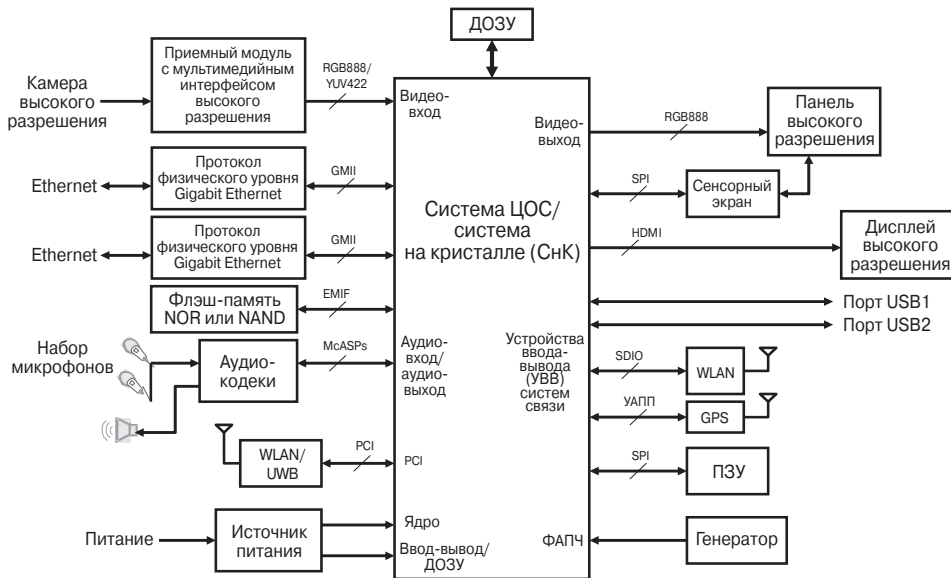 ДОЗУ
Камера
высокого
разрешения
Приемный модуль
с мультимедийным
интерфейсом
высокого
разрешения
RGB888/
YUV422
Видео-
вход
Ethernet
Протокол
физического уровня
Gigabit Ethernet
GMII
Ethernet
Протокол
физического уровня
Gigabit Ethernet
GMII
Флэш-память
NOR или NAND
EMIF
Набор
микрофонов
Аудио-
кодеки
McASPs
Аудио-
вход/
аудио-
выход
WLAN/
UWB
PCI
PCI
Питание
Источник
питания
Ядро
Ввод-вывод/
ДОЗУ
Система ЦОС/
система
на кристалле (СнК)
Видео-
выход
RGB888
Панель
высокого
разрешения
SPI
Сенсорный
экран
HDMI
Дисплей
высокого
разрешения
Порт USB1
Порт USB2
Устройства
ввода-
вывода
(УВВ)
систем
связи
SDIO
WLAN
УАПП
GPS
SPI
ПЗУ
ФАПЧ
Генератор